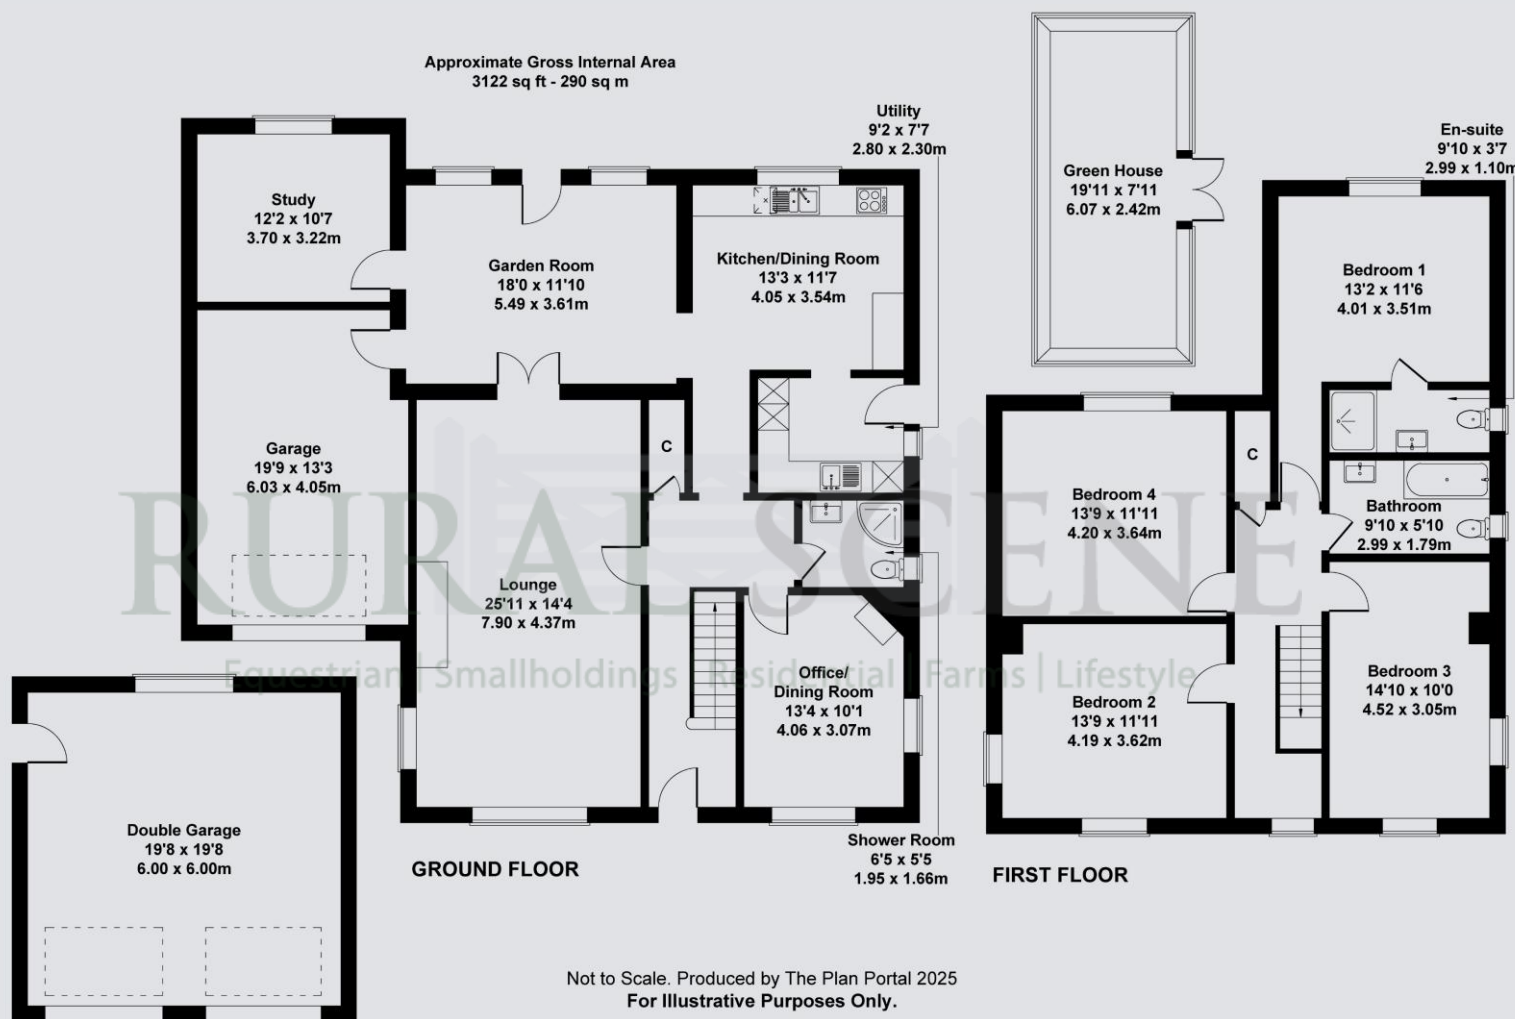 Approximate Gross Internal Area
3122 sq ft - 290 sq m
Utility
9'2 x 7'7
2.80 x 2.30m
Study
12'2 x 10'7
3.70 x 3.22m
Garden Room
18'0 x 11'10
5.49 x 3.61m
Kitchen/Dining Room
13'3 x 11'7
4.05 x 3.54m
Green House
19'11 x 7'11
6.07 x 2.42m
En-suite
9'10 x 3'7
2.99 x 1.10m
Bedroom 1
13'2 x 11'6
4.01 x 3.51m
Garage
19'9 x 13'3
6.03 x 4.05m
C
C
Bedroom 4
13'9 x 11'11
4.20 x 3.64m
Bathroom
9'10 x 5'10
2.99 x 1.79m
RURAL SCENE
Equestrian | Smallholdings | Residential | Farms | Lifestyle
Lounge
25'11 x 14'4
7.90 x 4.37m
Office/
Dining Room
13'4 x 10'1
4.06 x 3.07m
Bedroom 2
13'9 x 11'11
4.19 x 3.62m
Bedroom 3
14'10 x 10'0
4.52 x 3.05m
Double Garage
19'8 x 19'8
6.00 x 6.00m
Shower Room
6'5 x 5'5
1.95 x 1.66m
GROUND FLOOR
FIRST FLOOR
Not to Scale. Produced by The Plan Portal 2025
For Illustrative Purposes Only.